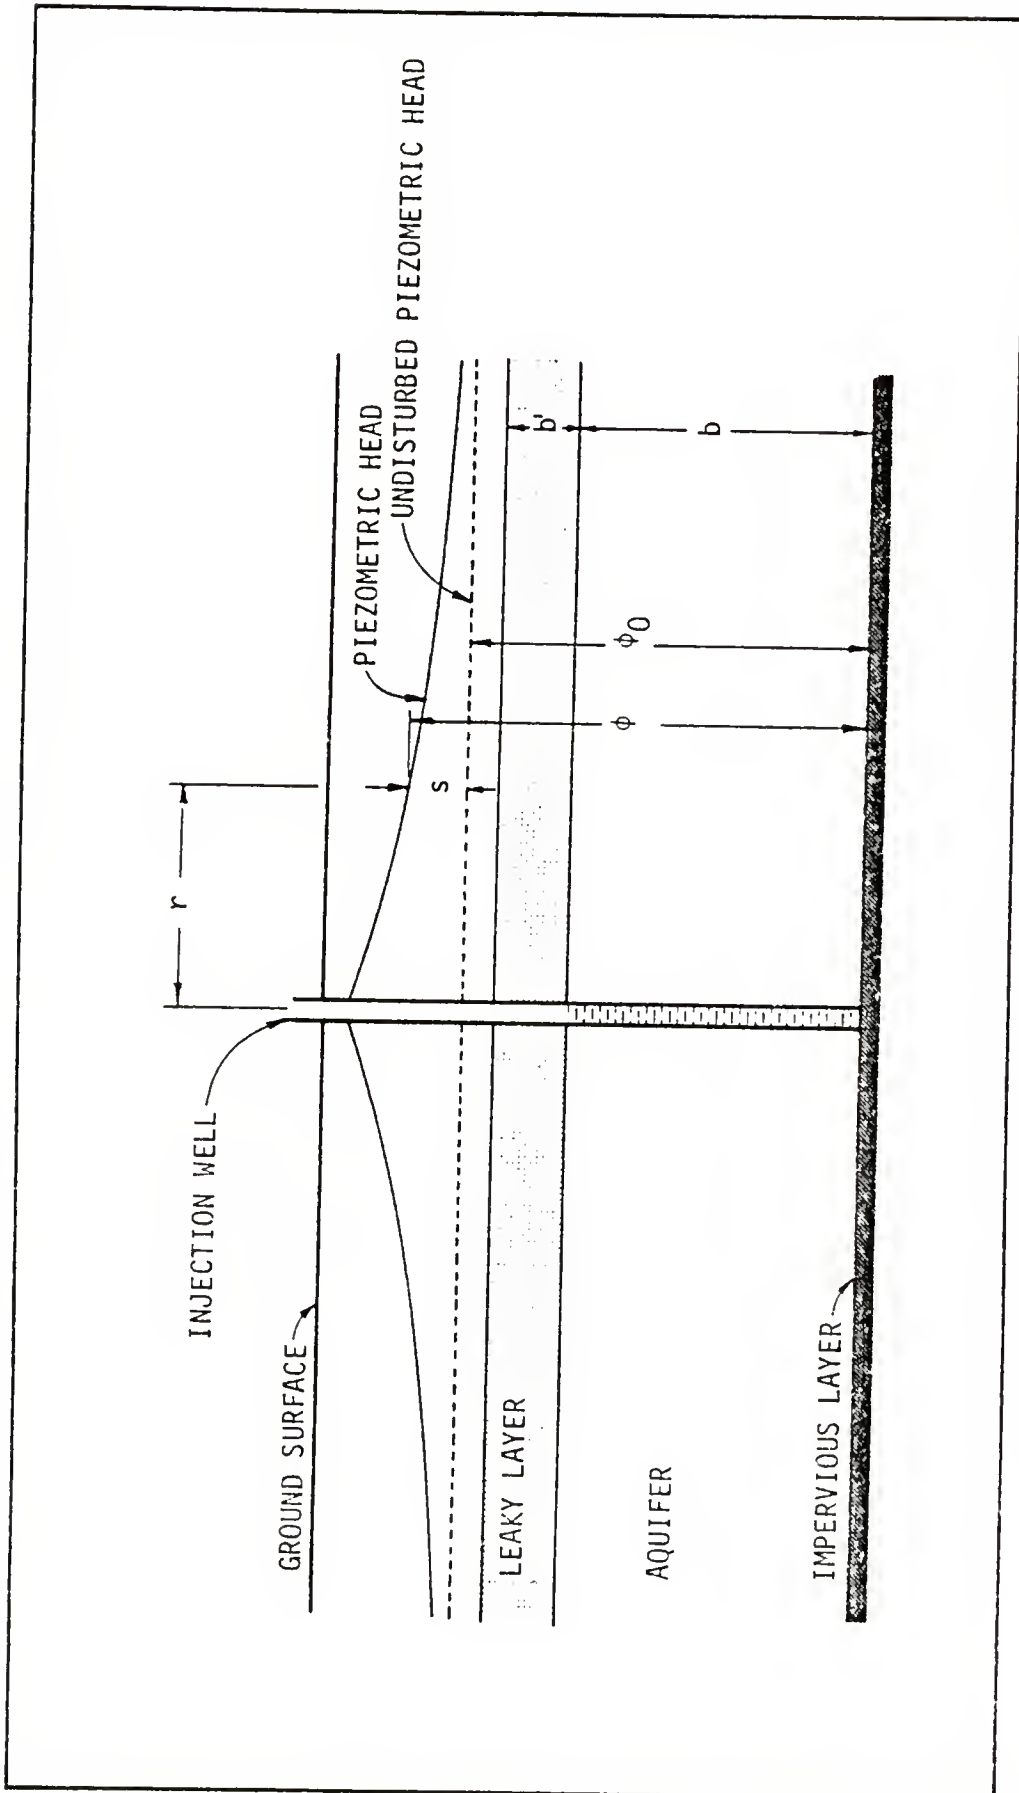 r
INJECTION WELL
GROUND SURFACE
PIEZOMETRIC HEAD
UNDISTURBED PIEZOMETRIC HEAD
s
LEAKY LAYER
b'
ϕ
ϕ0
b
AQUIFER
IMPERVIOUS LAYER